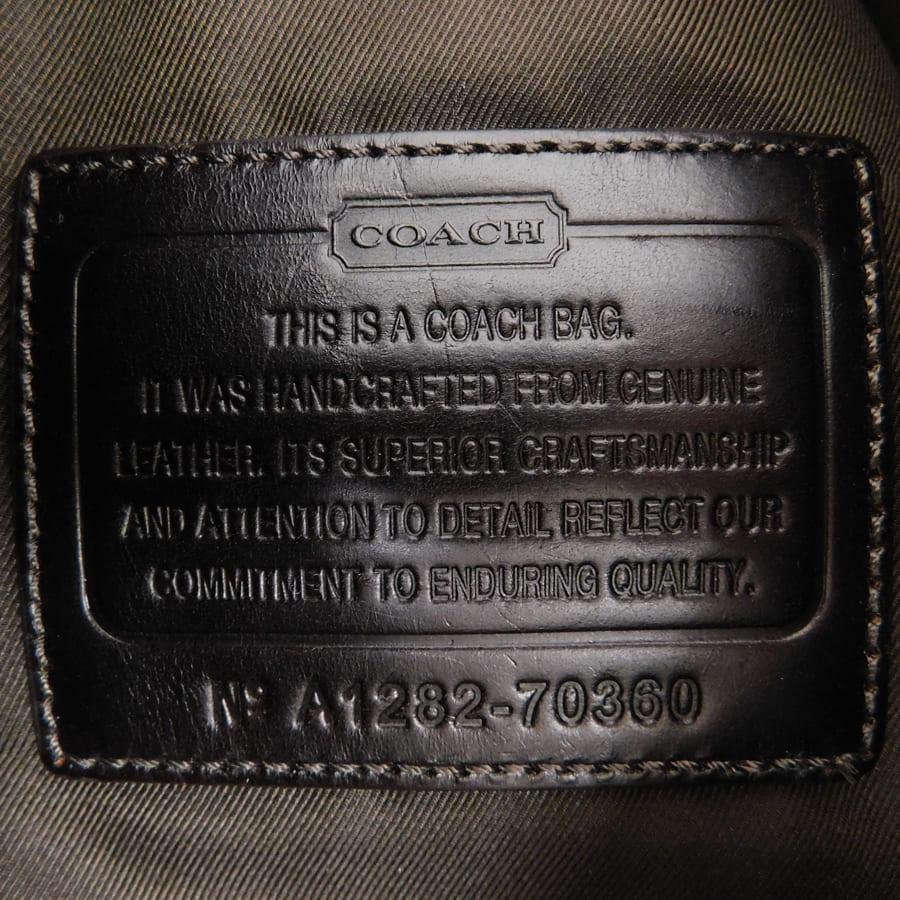 COACH
THIS IS A COACH BAG.
IT WAS HANDCRAFTED FROM GENUINE
LEATHER. ITS SUPERIOR CRAFTSMANSHIP
AND ATTENTION TO DETAIL REFLECT OUR
COMMITMENT TO ENDURING QUALITY.
Nº A1282-70360